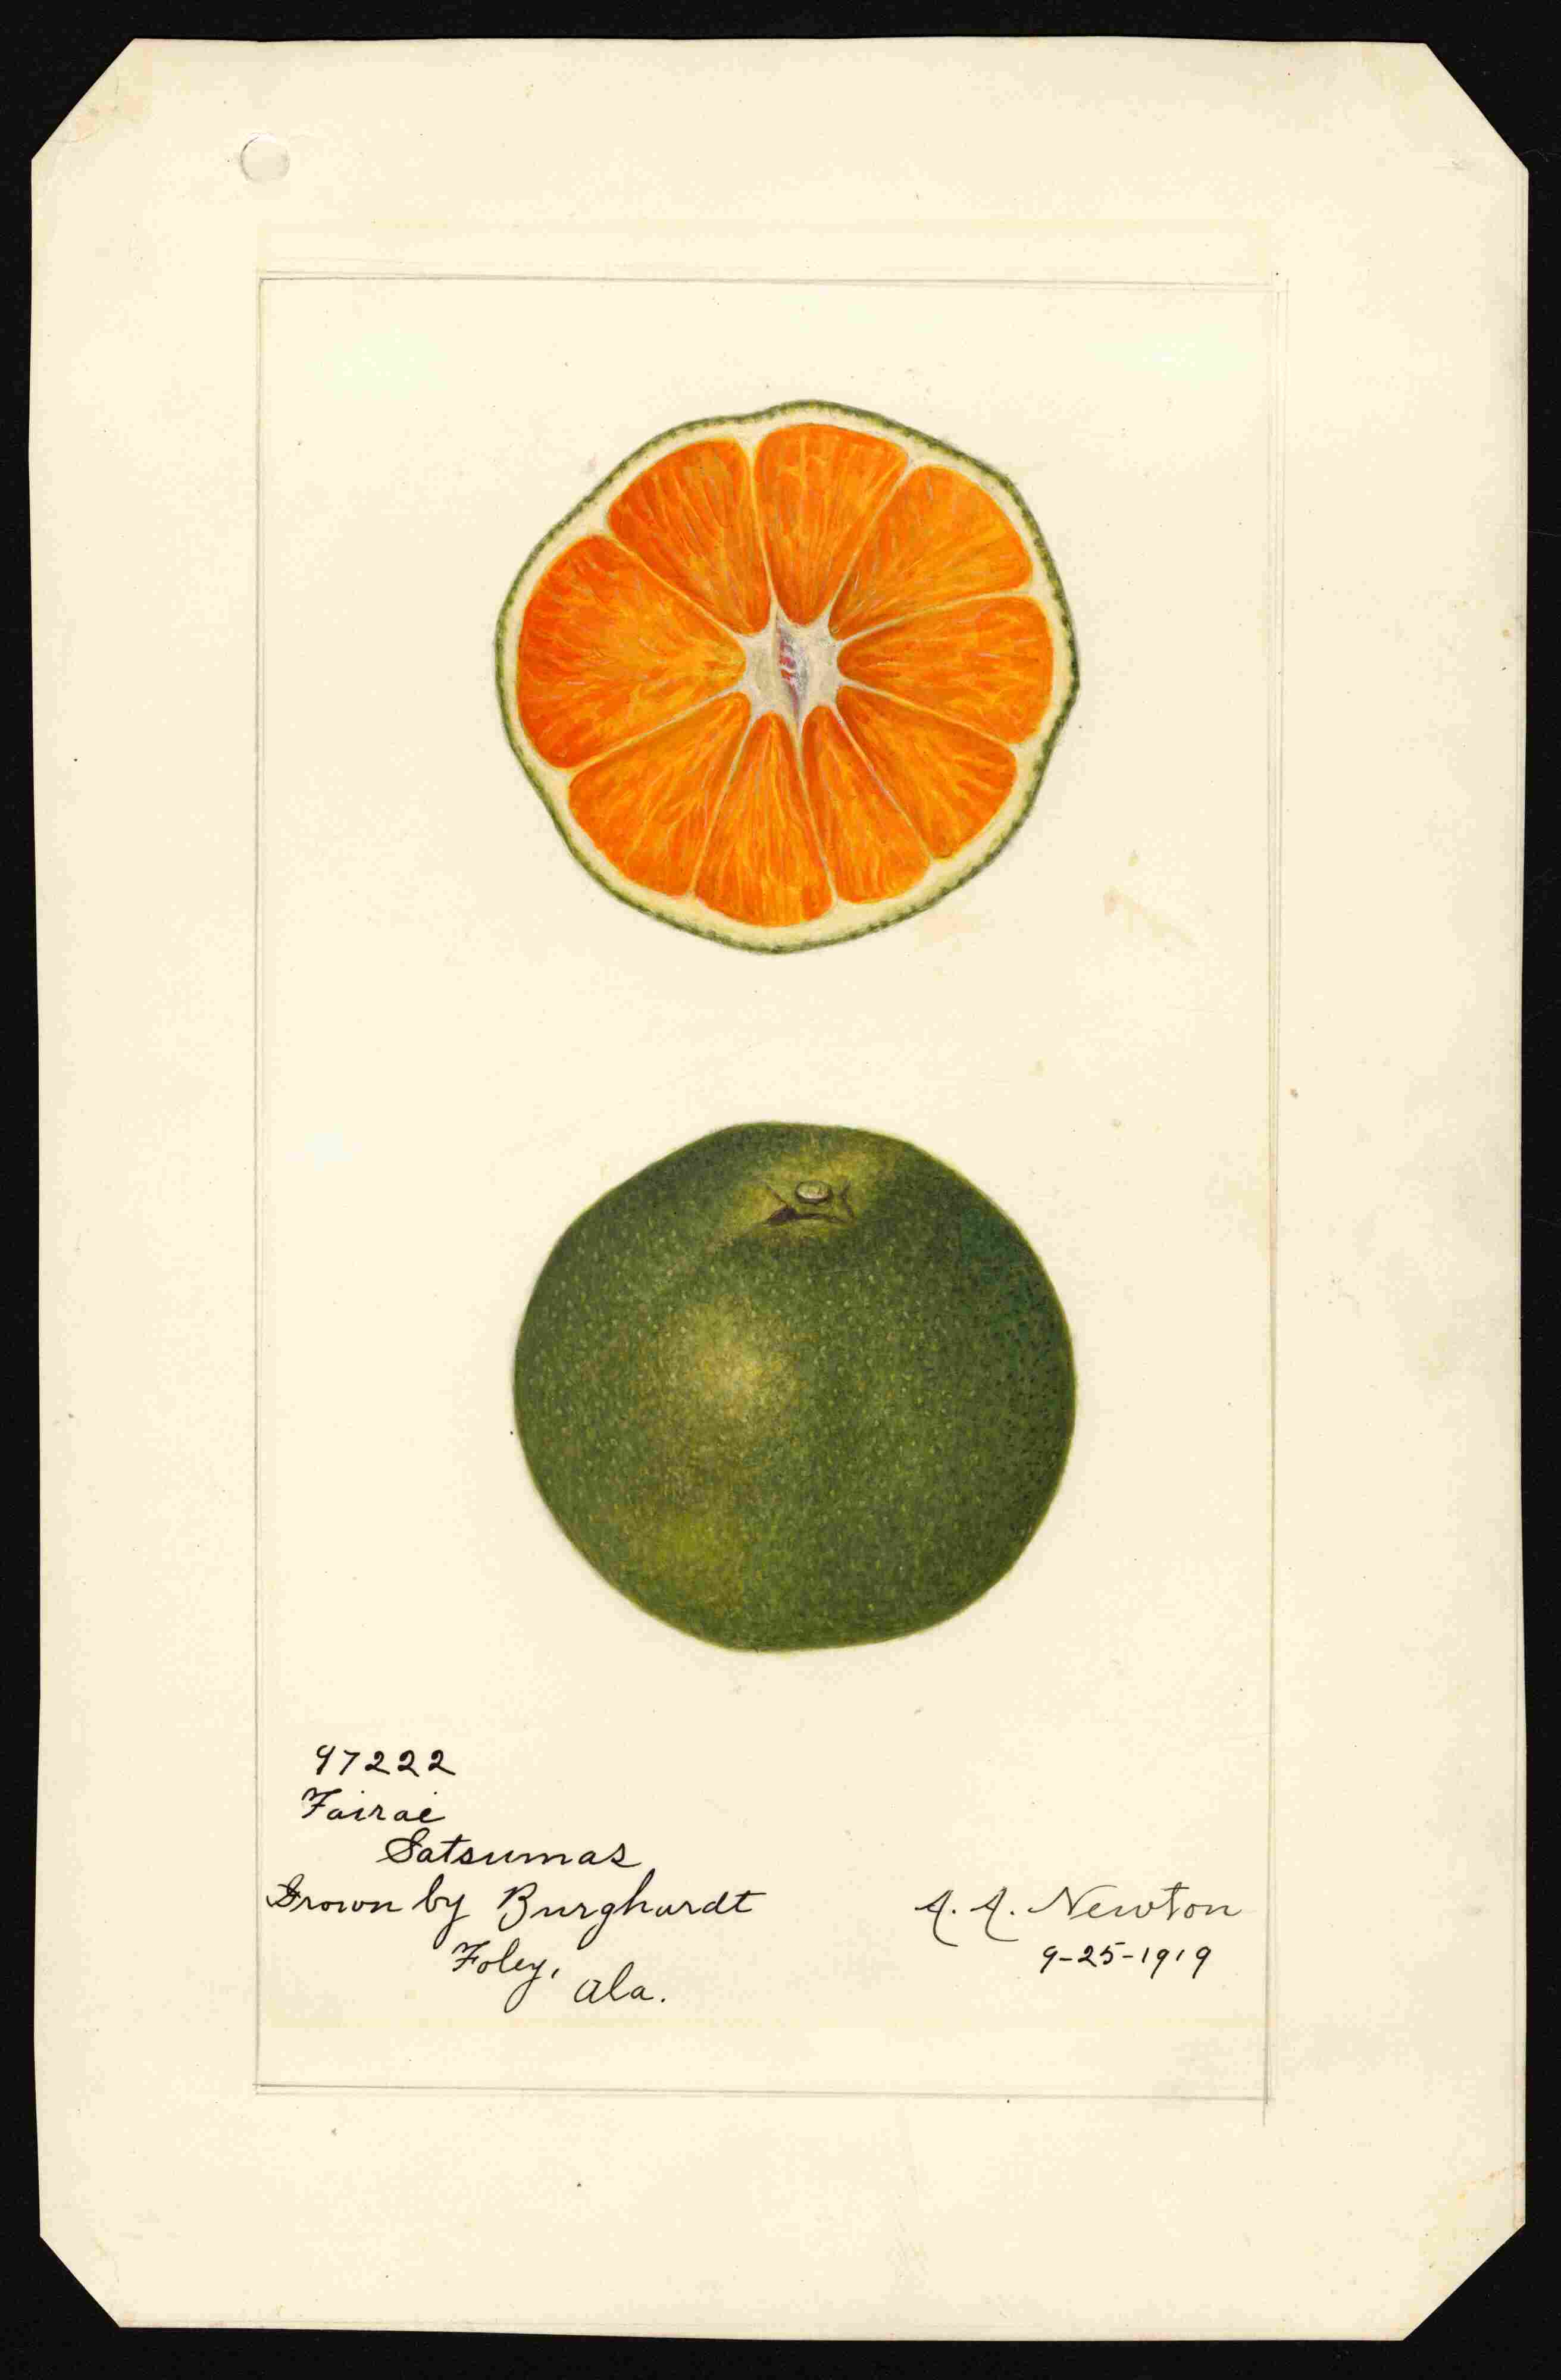 97222
Fairae
Satsumas
Grown by Burghardt
Foley,
Ala.
A. A. Newton
9-25-1919